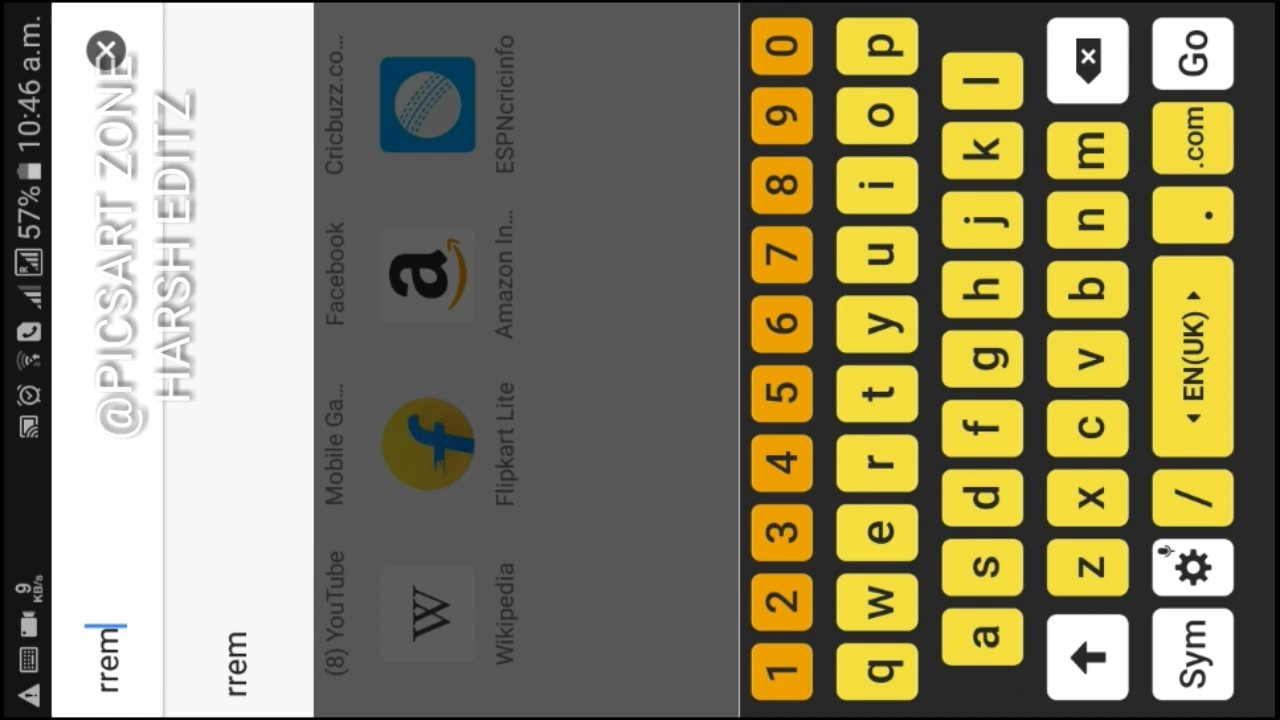 9 KB/s 57% 10:46 a.m.
rrem
@PICSART ZONE
HARSH EDITZ
rrem
(8) YouTube Mobile Ga... Facebook Cricbuzz.co...
W f a
Wikipedia Flipkart Lite Amazon In... ESPNcricinfo
1 2 3 4 5 6 7 8 9 0
q w e r t y u i o p
a s d f g h j k l
z x c v b n m
Sym / EN(UK) . .com Go